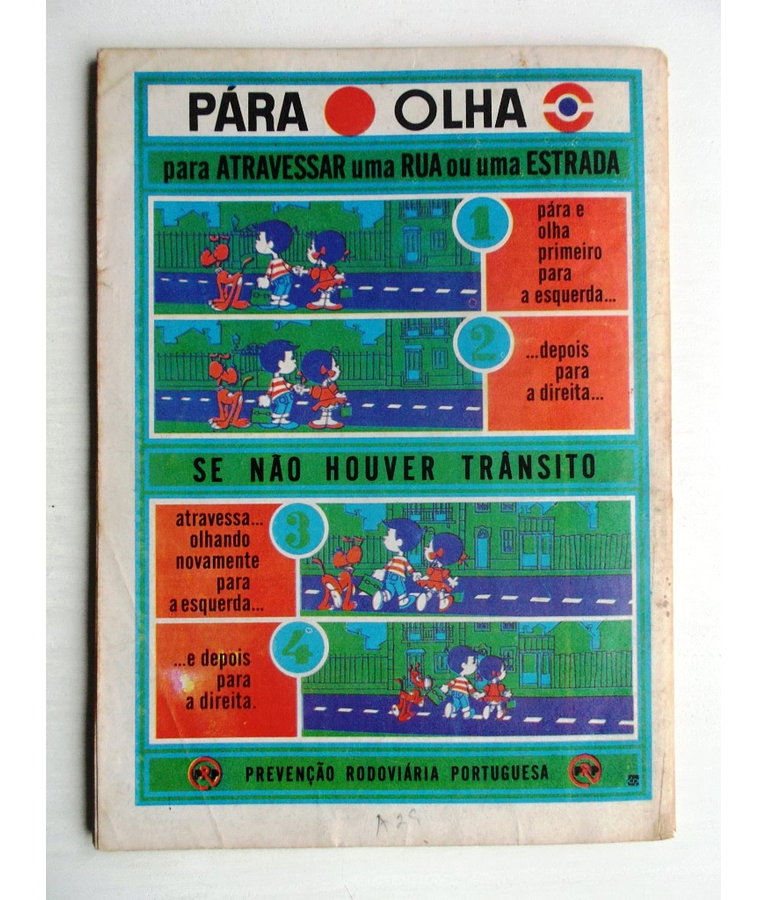 PÁRA OLHA
para ATRAVESSAR uma RUA ou uma ESTRADA
1
pára e
olha
primeiro
para
a esquerda...
2
...depois
para
a direita...
SE NÃO HOUVER TRÂNSITO
atravessa...
olhando
novamente
para
a esquerda...
3
...e depois
para
a direita.
4
PREVENÇÃO RODOVIÁRIA PORTUGUESA